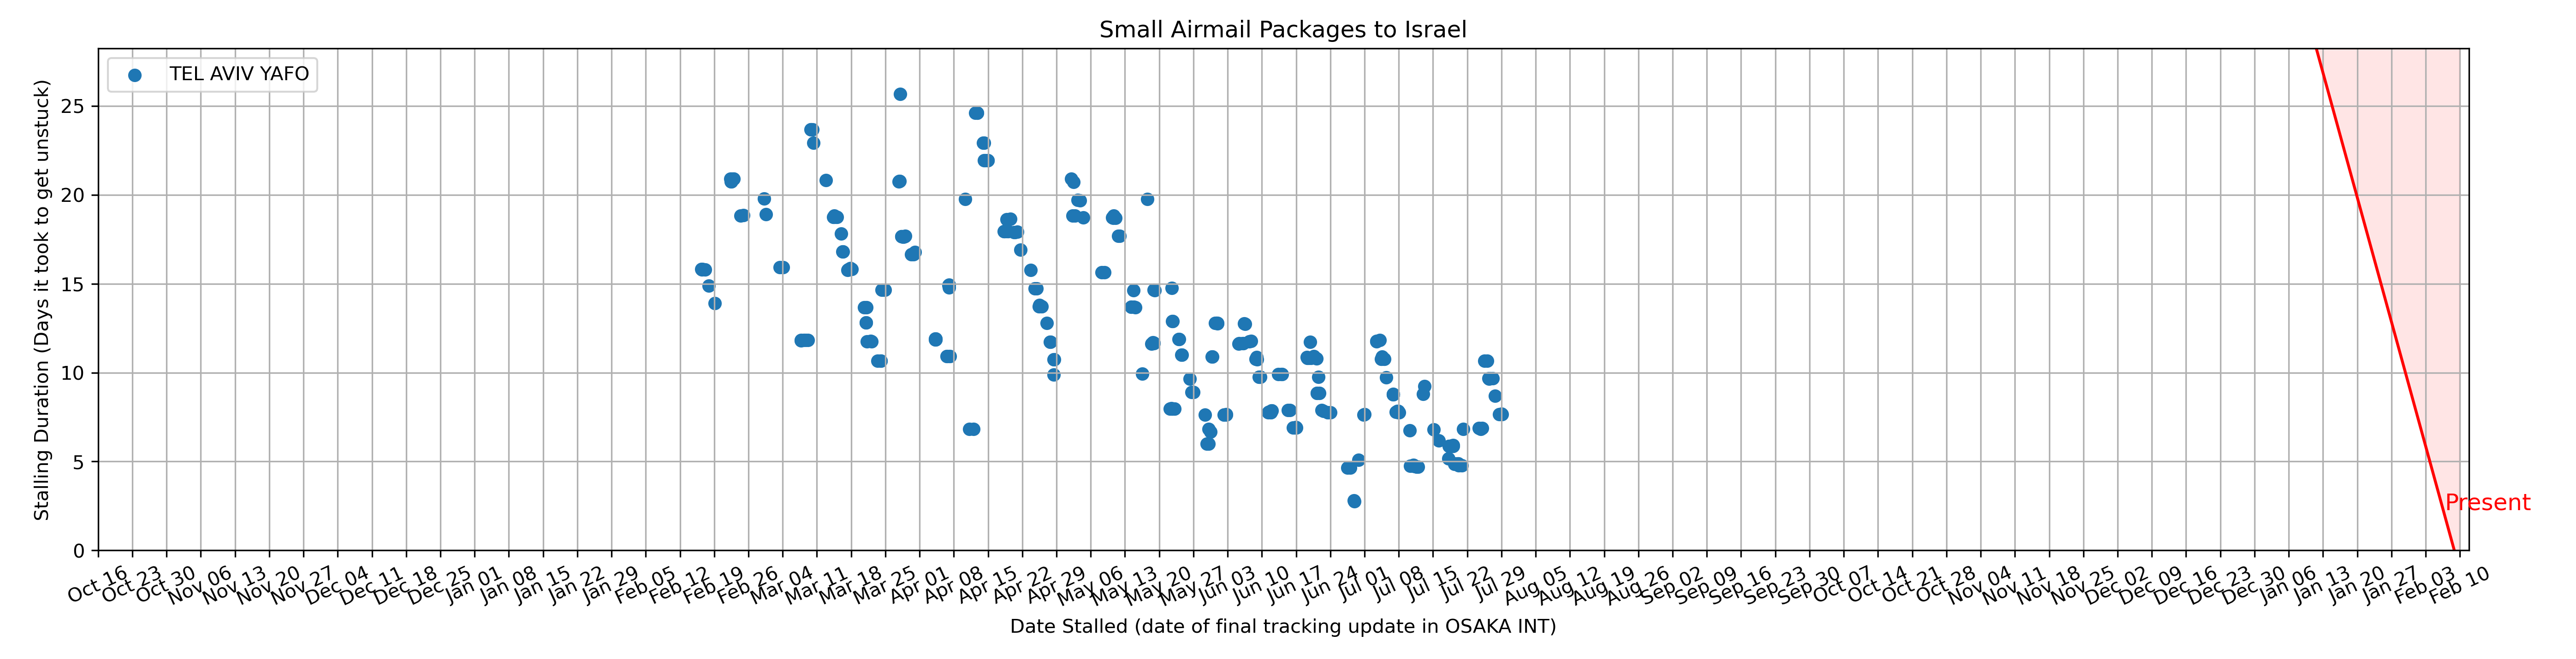 Small Airmail Packages to Israel
TEL AVIV YAFO
Stalling Duration (Days it took to get unstuck)
25
20
15
10
5
0
Present
Oct 16
Oct 23
Oct 30
Nov 06
Nov 13
Nov 20
Nov 27
Dec 04
Dec 11
Dec 18
Dec 25
Jan 01
Jan 08
Jan 15
Jan 22
Jan 29
Feb 05
Feb 12
Feb 19
Feb 26
Mar 04
Mar 11
Mar 18
Mar 25
Apr 01
Apr 08
Apr 15
Apr 22
Apr 29
May 06
May 13
May 20
May 27
Jun 03
Jun 10
Jun 17
Jun 24
Jul 01
Jul 08
Jul 15
Jul 22
Jul 29
Aug 05
Aug 12
Aug 19
Aug 26
Sep 02
Sep 09
Sep 16
Sep 23
Sep 30
Oct 07
Oct 14
Oct 21
Oct 28
Nov 04
Nov 11
Nov 18
Nov 25
Dec 02
Dec 09
Dec 16
Dec 23
Dec 30
Jan 06
Jan 13
Jan 20
Jan 27
Feb 03
Feb 10
Date Stalled (date of final tracking update in OSAKA INT)